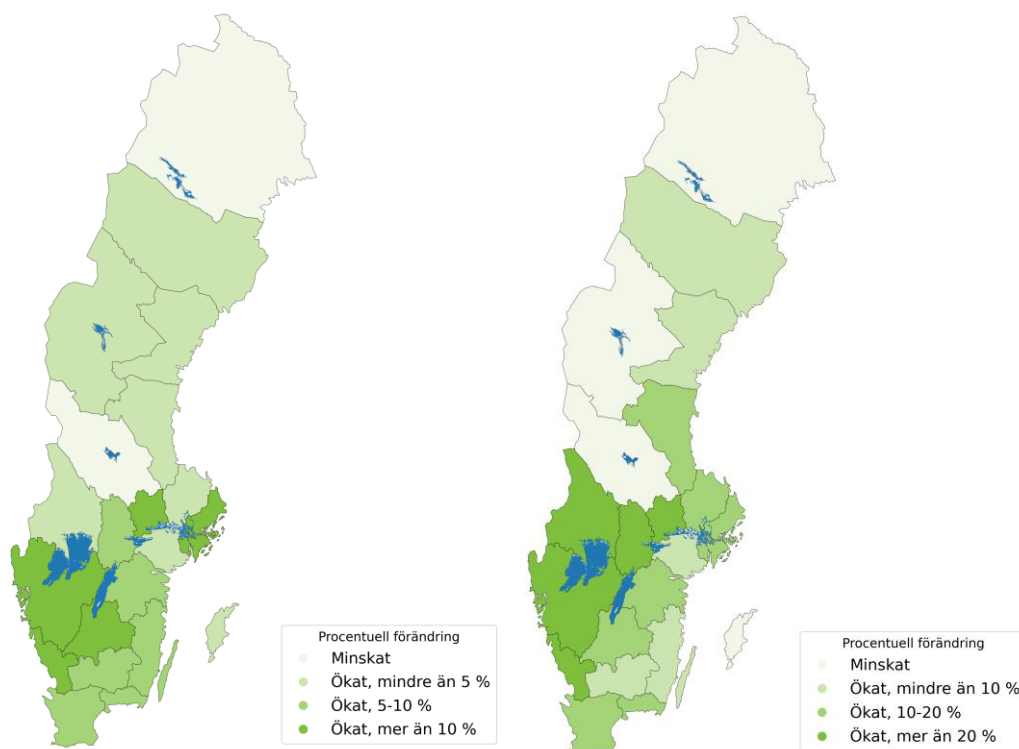 Procentuell förändring
Minskat
Ökat, mindre än 5 %
Ökat, 5-10 %
Ökat, mer än 10 %
Procentuell förändring
Minskat
Ökat, mindre än 10 %
Ökat, 10-20 %
Ökat, mer än 20 %